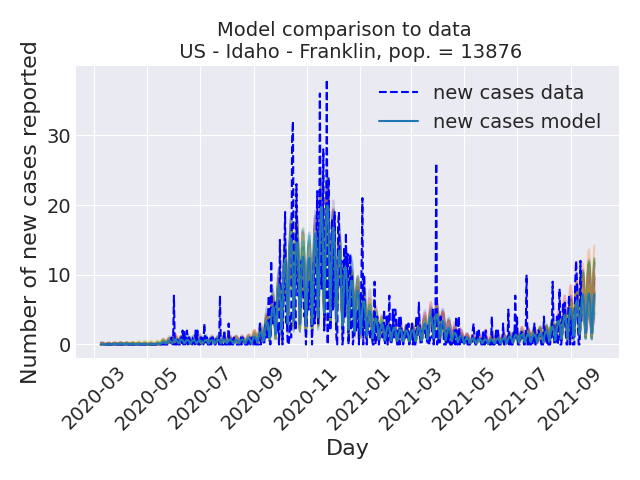 Model comparison to data
US - Idaho - Franklin, pop. = 13876
Number of new cases reported
new cases data
new cases model
30
20
10
0
2020-03
2020-05
2020-07
2020-09
2020-11
2021-01
2021-03
2021-05
2021-07
2021-09
Day